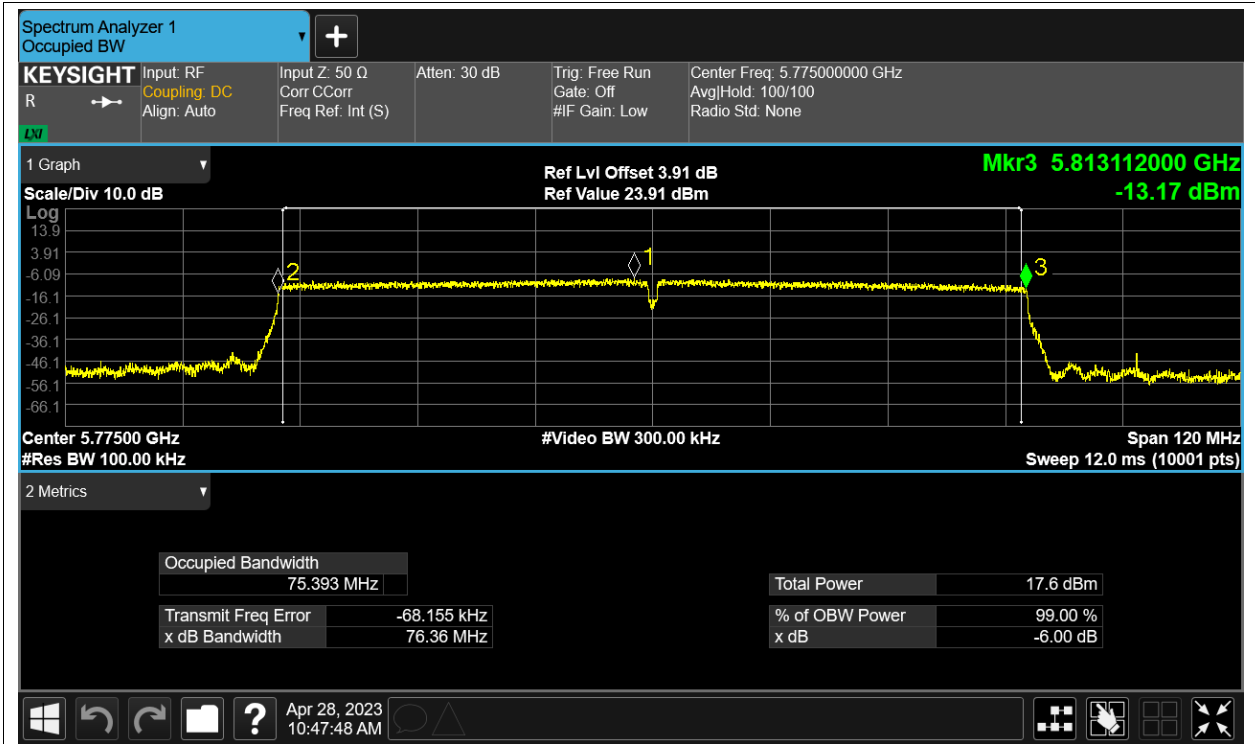 Spectrum Analyzer 1
Occupied BW
▼
+
KEYSIGHT
R
LXI
Input: RF
Coupling: DC
Align: Auto
Input Z: 50 Ω
Corr CCorr
Freq Ref: Int (S)
Atten: 30 dB
Trig: Free Run
Gate: Off
#IF Gain: Low
Center Freq: 5.775000000 GHz
Avg|Hold: 100/100
Radio Std: None
1 Graph ▼
Scale/Div 10.0 dB
Ref Lvl Offset 3.91 dB
Ref Value 23.91 dBm
Mkr3 5.813112000 GHz
-13.17 dBm
Log
13.9
3.91
-6.09
-16.1
-26.1
-36.1
-46.1
-56.1
-66.1
2
1
3
Center 5.77500 GHz
#Res BW 100.00 kHz
#Video BW 300.00 kHz
Span 120 MHz
Sweep 12.0 ms (10001 pts)
2 Metrics ▼
Occupied Bandwidth
75.393 MHz
Transmit Freq Error -68.155 kHz
x dB Bandwidth 76.36 MHz
Total Power 17.6 dBm
% of OBW Power 99.00 %
x dB -6.00 dB
?
Apr 28, 2023
10:47:48 AM